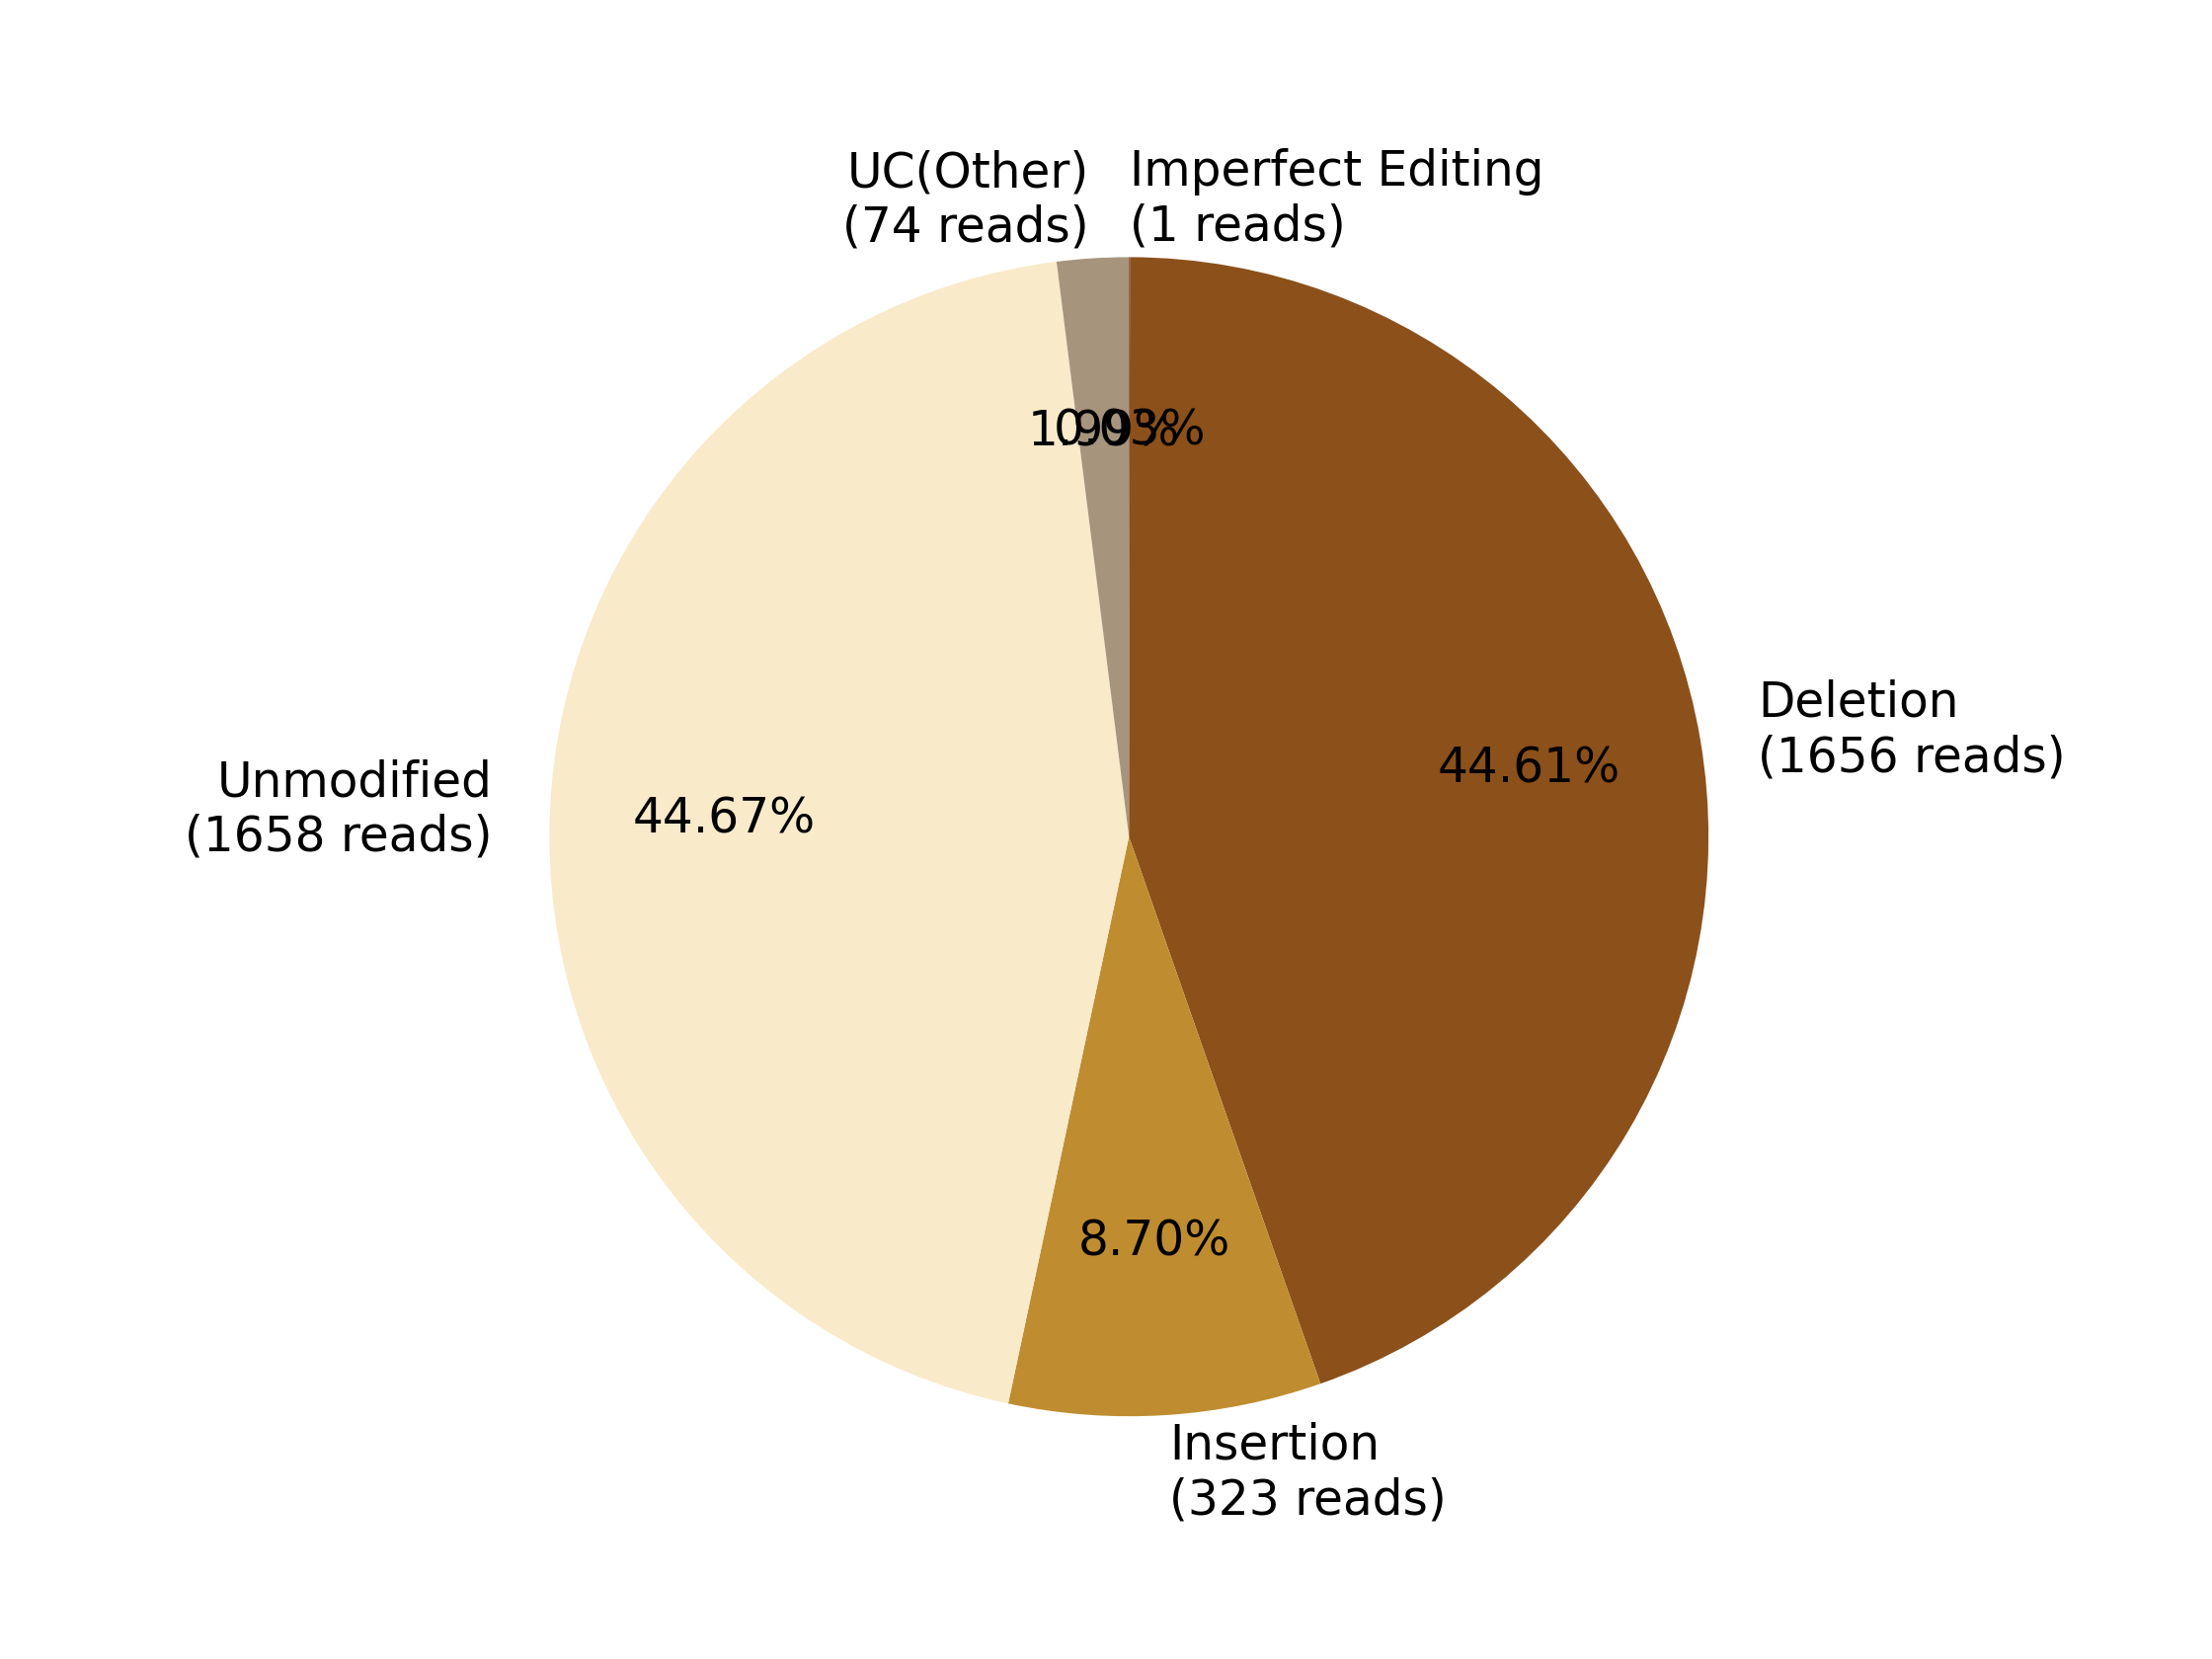 UC(Other)
(74 reads)
Imperfect Editing
(1 reads)
Deletion
(1656 reads)
44.61%
Unmodified
(1658 reads)
44.67%
8.70%
Insertion
(323 reads)